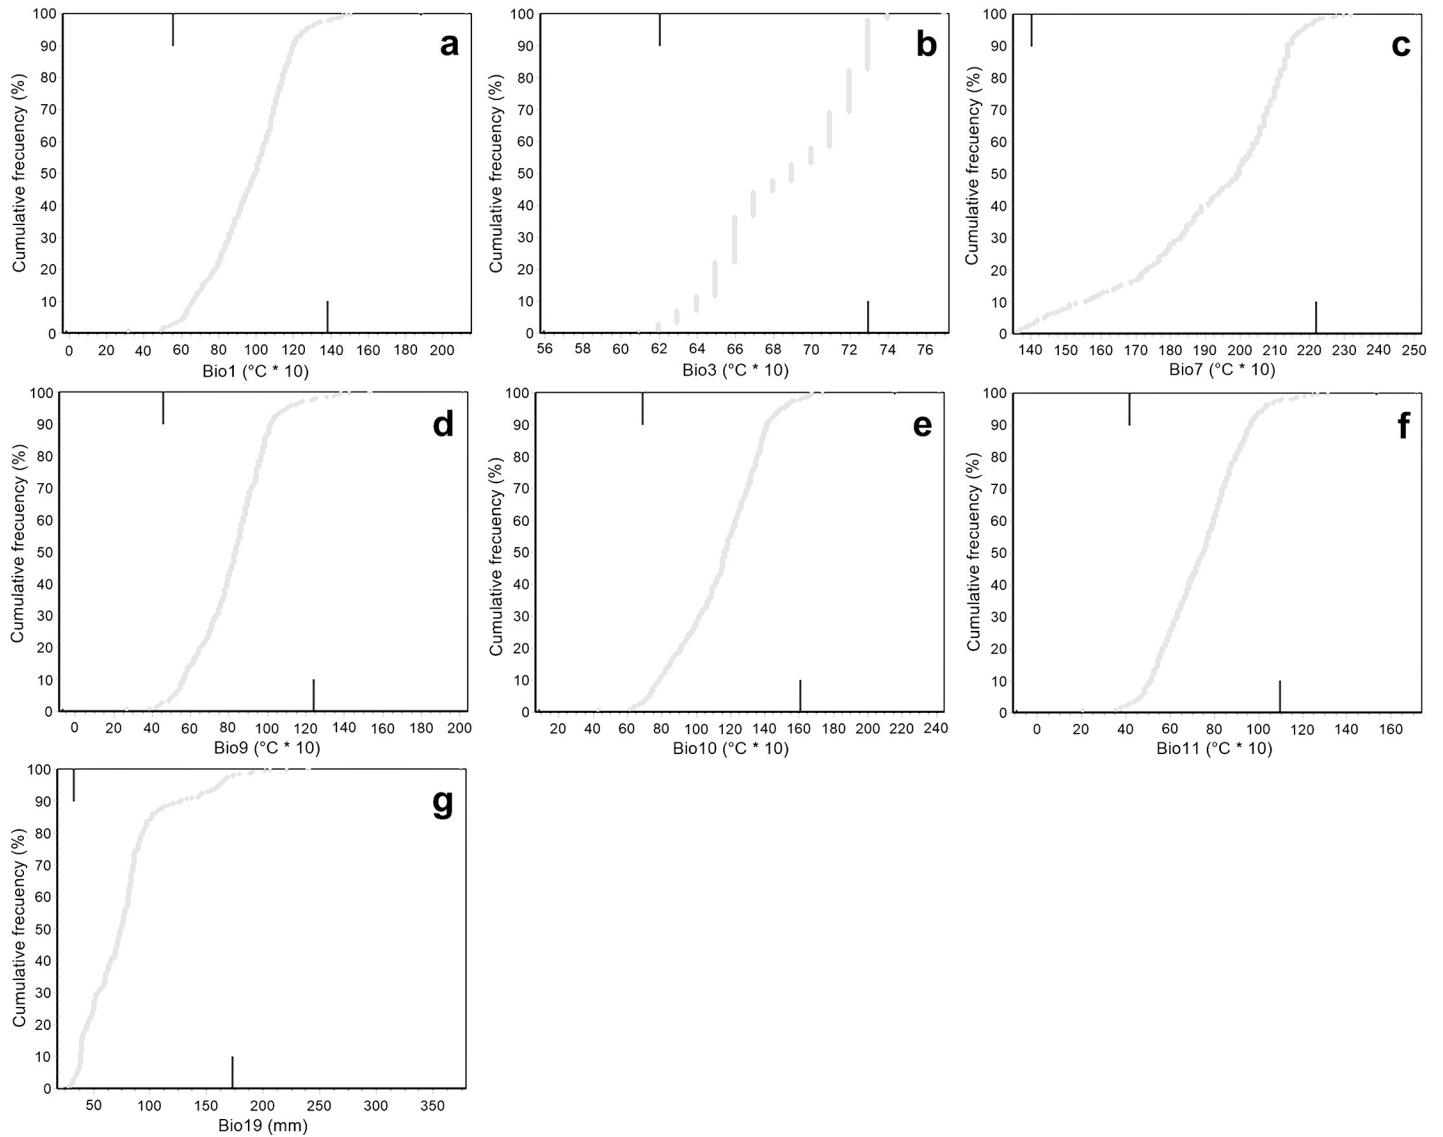 a
100
90
80
70
60
50
40
30
20
10
0
Cumulative frecuency (%)
0 20 40 60 80 100 120 140 160 180 200
Bio1 (°C * 10)
b
100
90
80
70
60
50
40
30
20
10
0
Cumulative frecuency (%)
56 58 60 62 64 66 68 70 72 74 76
Bio3 (°C * 10)
c
100
90
80
70
60
50
40
30
20
10
0
Cumulative frecuency (%)
140 150 160 170 180 190 200 210 220 230 240 250
Bio7 (°C * 10)
d
100
90
80
70
60
50
40
30
20
10
0
Cumulative frecuency (%)
0 20 40 60 80 100 120 140 160 180 200
Bio9 (°C * 10)
e
100
90
80
70
60
50
40
30
20
10
0
Cumulative frecuency (%)
20 40 60 80 100 120 140 160 180 200 220 240
Bio10 (°C * 10)
f
100
90
80
70
60
50
40
30
20
10
0
Cumulative frecuency (%)
0 20 40 60 80 100 120 140 160
Bio11 (°C * 10)
g
100
90
80
70
60
50
40
30
20
10
0
Cumulative frecuency (%)
50 100 150 200 250 300 350
Bio19 (mm)